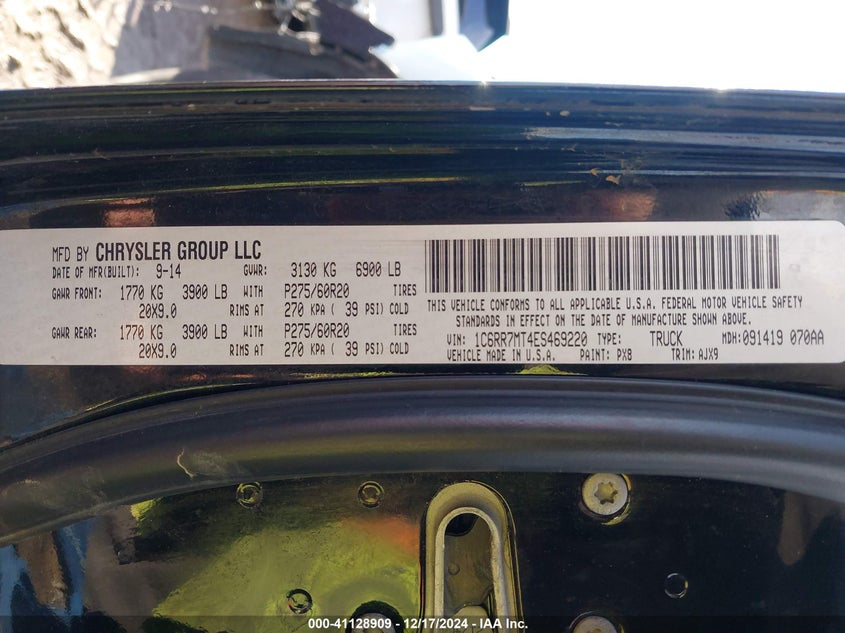 MFD BY CHRYSLER GROUP LLC
DATE OF MFR(BUILT): 9-14 GVWR: 3130 KG 6900 LB
GAWR FRONT: 1770 KG 3900 LB WITH P275/60R20 TIRES
20X9.0 RIMS AT 270 KPA ( 39 PSI) COLD
GAWR REAR: 1770 KG 3900 LB WITH P275/60R20 TIRES
20X9.0 RIMS AT 270 KPA ( 39 PSI) COLD
THIS VEHICLE CONFORMS TO ALL APPLICABLE U.S.A. FEDERAL MOTOR VEHICLE SAFETY
STANDARDS IN EFFECT ON THE DATE OF MANUFACTURE SHOWN ABOVE.
VIN: 1C6RR7MT4ES469220 TYPE: TRUCK MDH: 091419 070AA
VEHICLE MADE IN U.S.A. PAINT: PX8 TRIM: AJX9
000-41128909 - 12/17/2024 - IAA Inc.